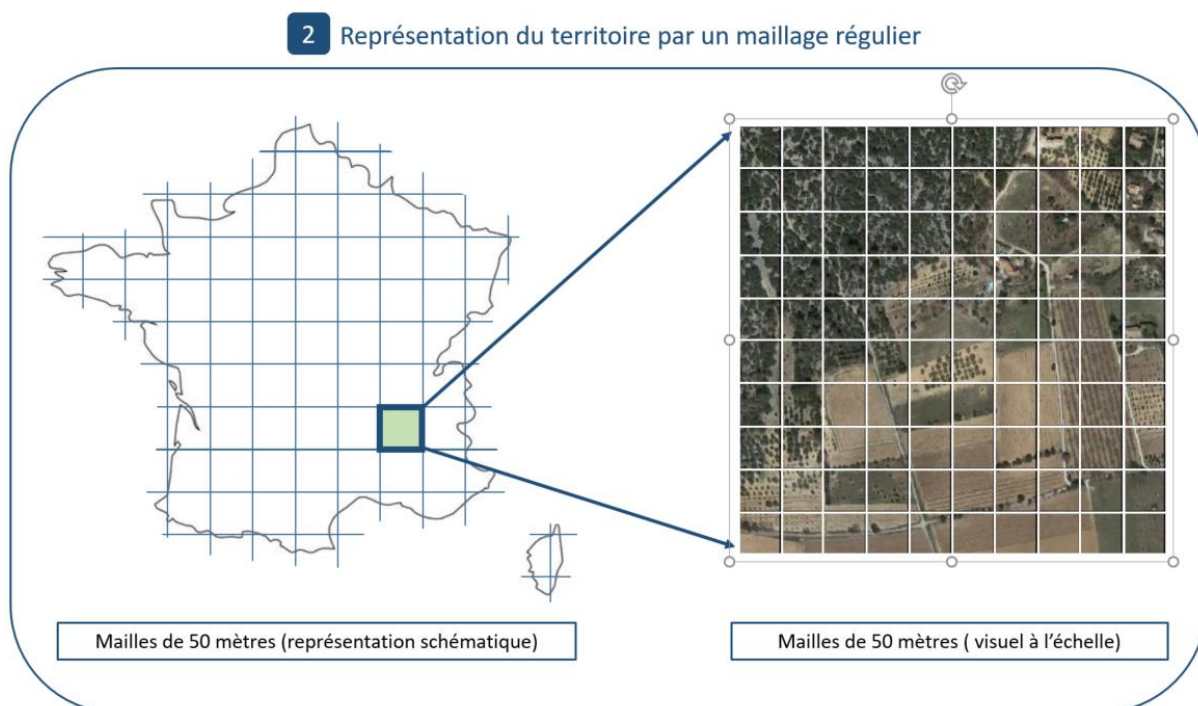 2 Représentation du territoire par un maillage régulier
Mailles de 50 mètres (représentation schématique)
Mailles de 50 mètres ( visuel à l'échelle)